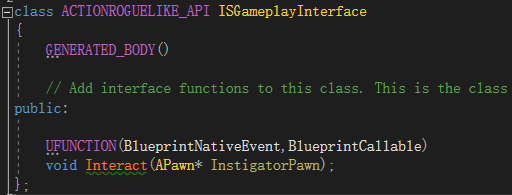 class ACTIONROGUELIKE_API ISGameplayInterface
{
GENERATED_BODY()
// Add interface functions to this class. This is the class
public:
UFUNCTION(BlueprintNativeEvent,BlueprintCallable)
void Interact(APawn* InstigatorPawn);
};